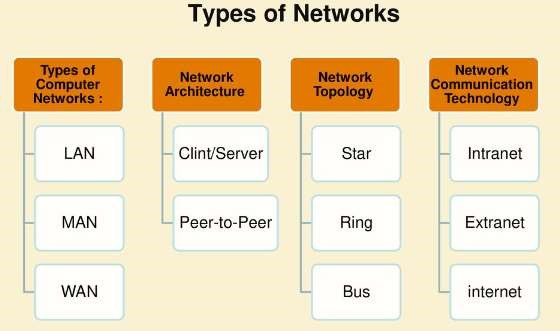 Types of Networks
Types of
Computer
Networks :
LAN
MAN
WAN
Network
Architecture
Clint/Server
Peer-to-Peer
Network
Topology
Star
Ring
Bus
Network
Communication
Technology
Intranet
Extranet
internet